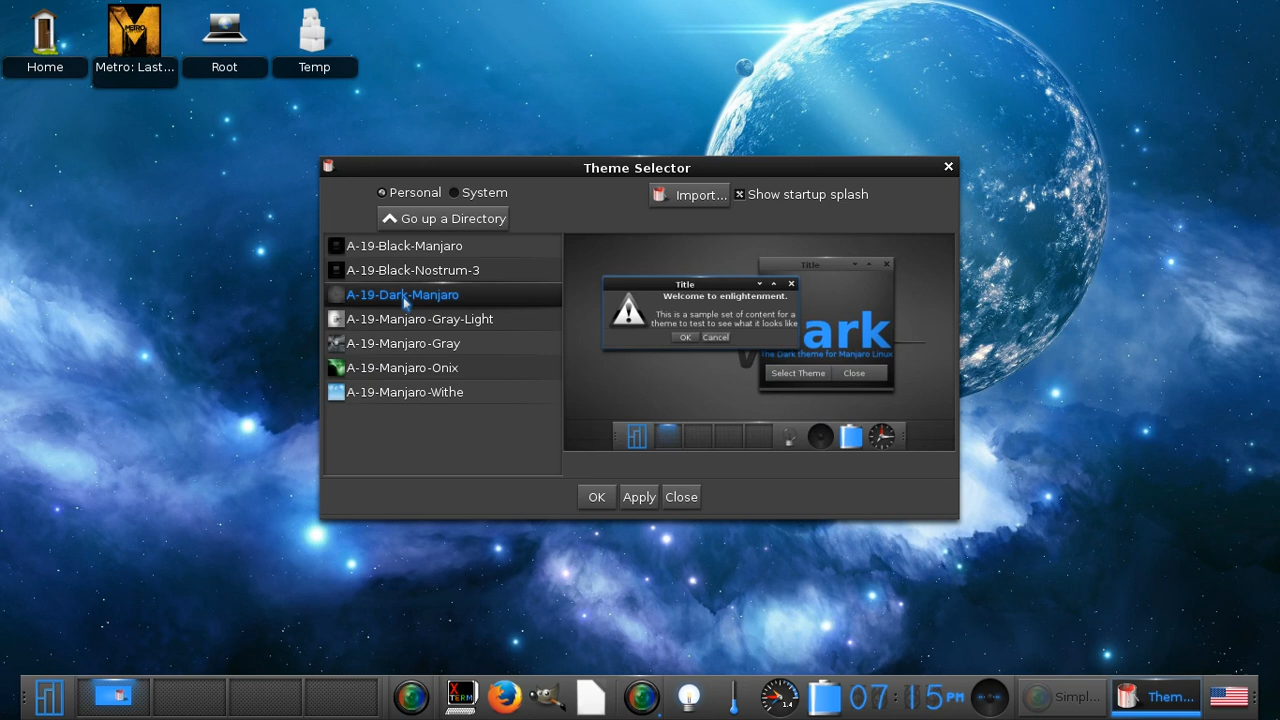 METRO
Home
Metro: Last...
Root
Temp
Theme Selector
Personal
System
Import...
Show startup splash
Go up a Directory
A-19-Black-Manjaro
A-19-Black-Nostrum-3
A-19-Dark-Manjaro
A-19-Manjaro-Gray-Light
A-19-Manjaro-Gray
A-19-Manjaro-Onix
A-19-Manjaro-Withe
Title
Title
Welcome to enlightenment.
This is a sample set of content for a
theme to test to see what it looks like
OK Cancel
ark
The Dark theme for Manjaro Linux
Select Theme
Close
OK
Apply
Close
X
TERM
1.4
07:15 PM
Simpl...
Them...